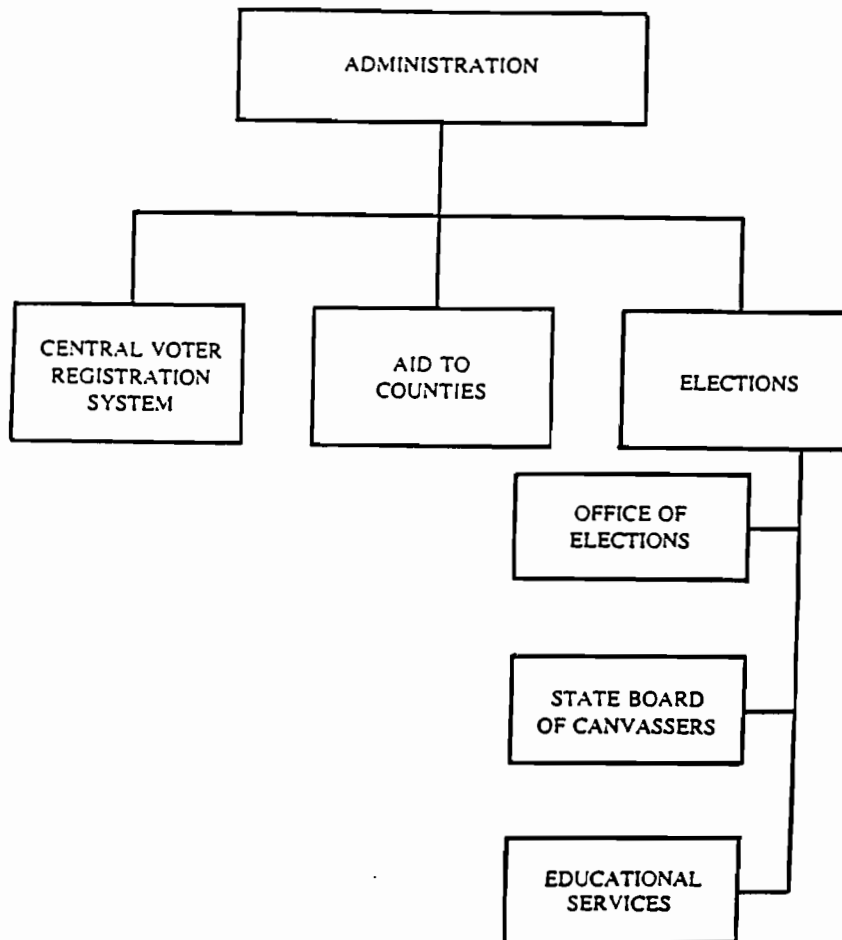 ADMINISTRATION
CENTRAL VOTER
REGISTRATION
SYSTEM
AID TO
COUNTIES
ELECTIONS
OFFICE OF
ELECTIONS
STATE BOARD
OF CANVASSERS
EDUCATIONAL
SERVICES